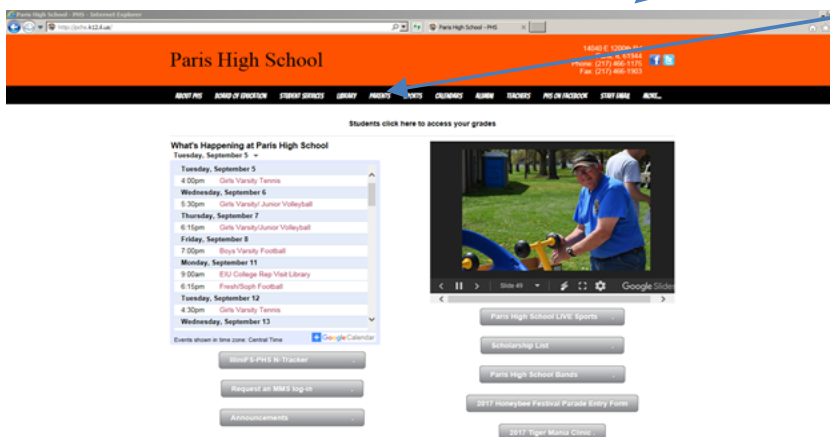 Paris High School - PHS - Internet Explorer
Paris High School - PHS
Paris High School
Phone: (217) 466-1175
Fax: (217) 466-1903
ABOUT PHS BOARD OF EDUCATION STUDENT SERVICES LIBRARY PARENTS SPORTS CALENDARS ALUMNI TEACHERS PHS ON FACEBOOK STAFF EMAIL MORE...
Students click here to access your grades
What's Happening at Paris High School
Tuesday, September 5
Tuesday, September 5
4:00pm Girls Varsity Tennis
Wednesday, September 6
5:30pm Girls Varsity/ Junior Volleyball
Thursday, September 7
6:15pm Girls Varsity/Junior Volleyball
Friday, September 8
7:00pm Boys Varsity Football
Monday, September 11
9:00am EIU College Rep Visit Library
6:15pm Fresh/Soph Football
Tuesday, September 12
4:30pm Girls Varsity Tennis
Wednesday, September 13
Events shown in time zone: Central Time
GoogleCalendar
IlliniFS-PHS N-Tracker
Request an MMS log-in
Announcements
Slide 49
Google Slides
Paris High School LIVE Sports
Scholarship List
Paris High School Bands
2017 Honeybee Festival Parade Entry Form
2017 Tiger Mania Clinic